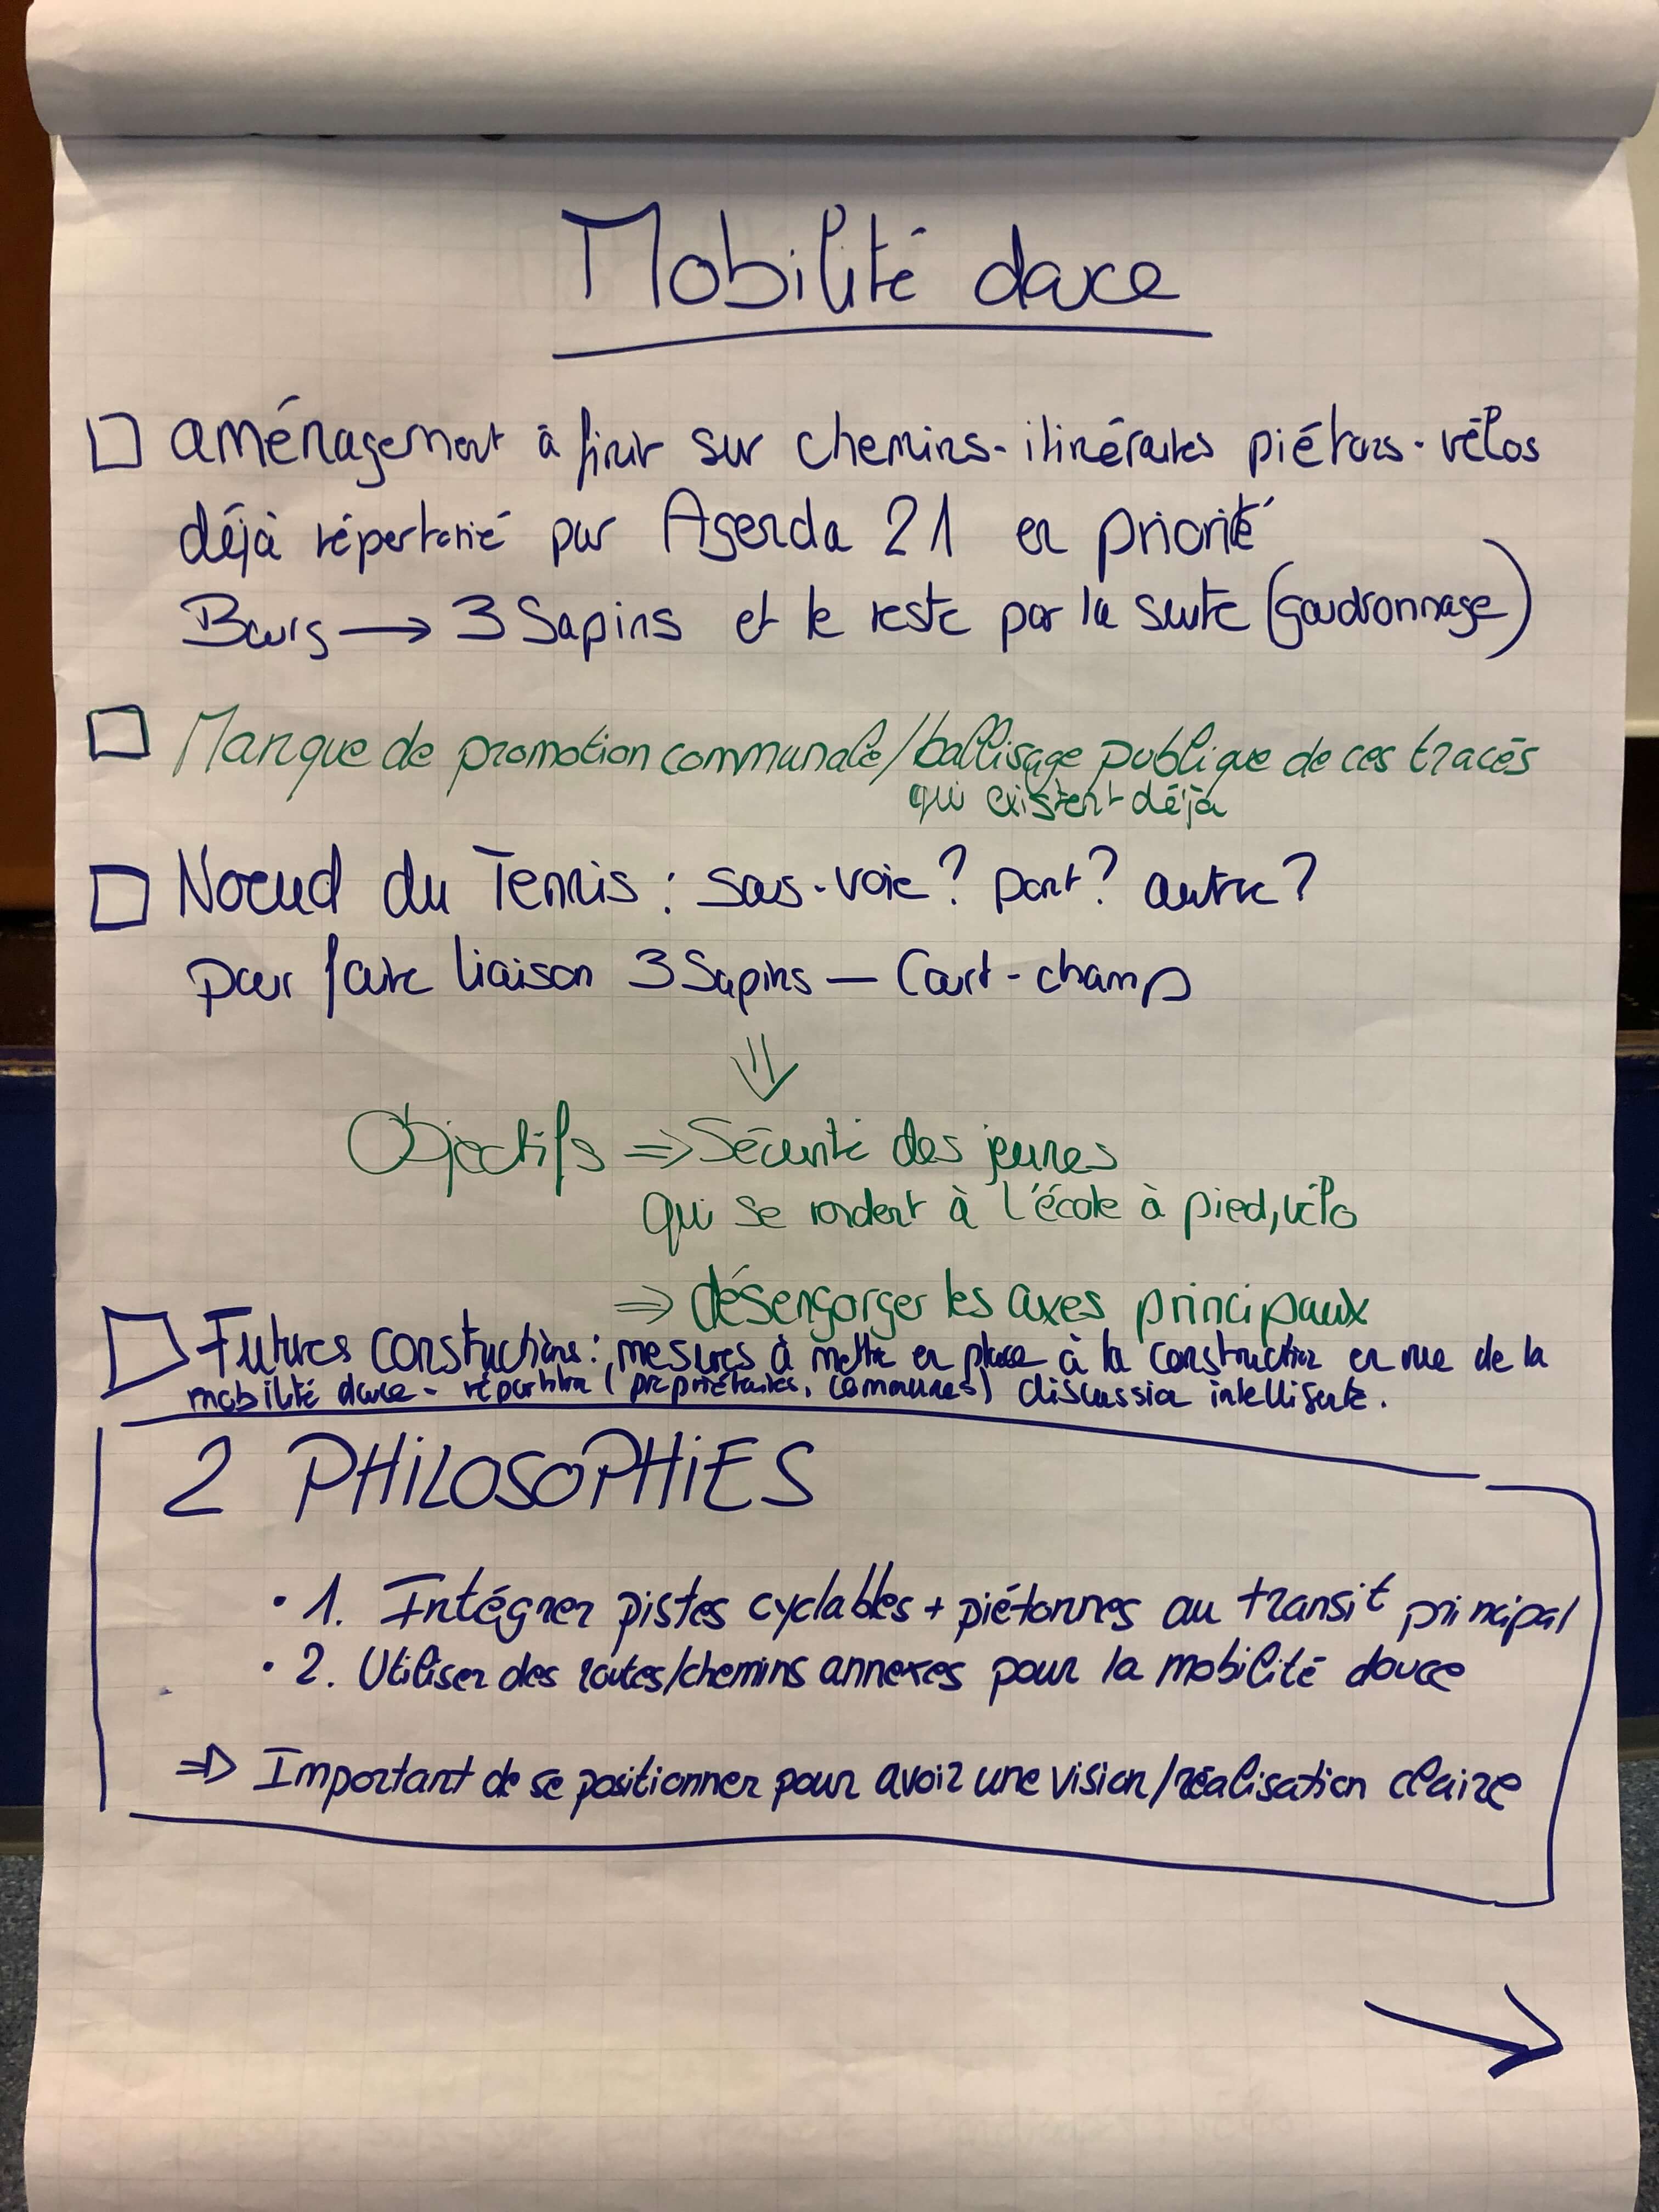 Mobilité douce
aménagement à finir sur chemins-itinéraires piétons-vélos
déjà répertorié par Agenda 21 en priorité
Bourg → 3 Sapins et le reste par la suite (goudronnage)
Manque de promotion communale/ballisage publique de ces tracés
qui existent déjà
Noeud du Tennis : sous-voie ? pont ? autre ?
pour faire liaison 3 Sapins — Court-champ
⇓
Objectifs ⇒ Sécurité des jeunes
qui se rendent à l'école à pied, vélo
⇒ désengorger les axes principaux
Futures constructions : mesures à mettre en place à la construction en vue de la
mobilité douce - répartition (propriétaires, communes) discussion intelligente.
2 PHiLOSOPHiES
• 1. Intégrer pistes cyclables + piétonnes au transit principal
• 2. Utiliser des routes/chemins annexes pour la mobilité douce
⇒ Important de se positionner pour avoir une vision/réalisation claire
→